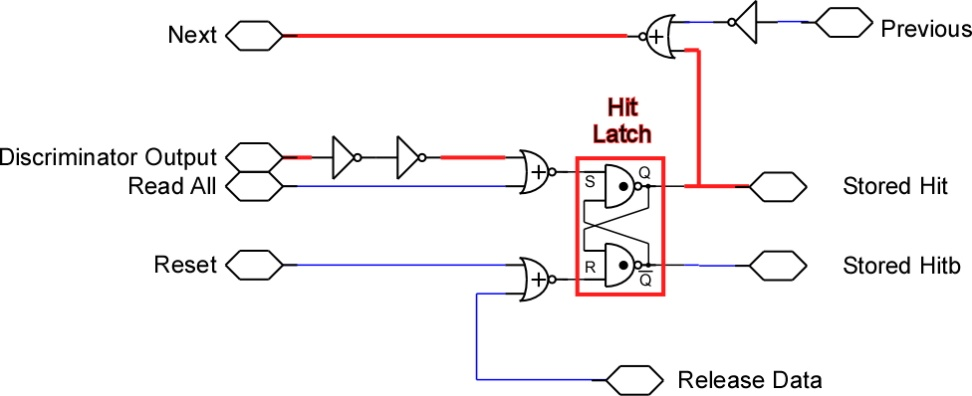 Next
Previous
Hit
Latch
Discriminator Output
Read All
S
Q
Stored Hit
Reset
R
Q̅
Stored Hitb
Release Data